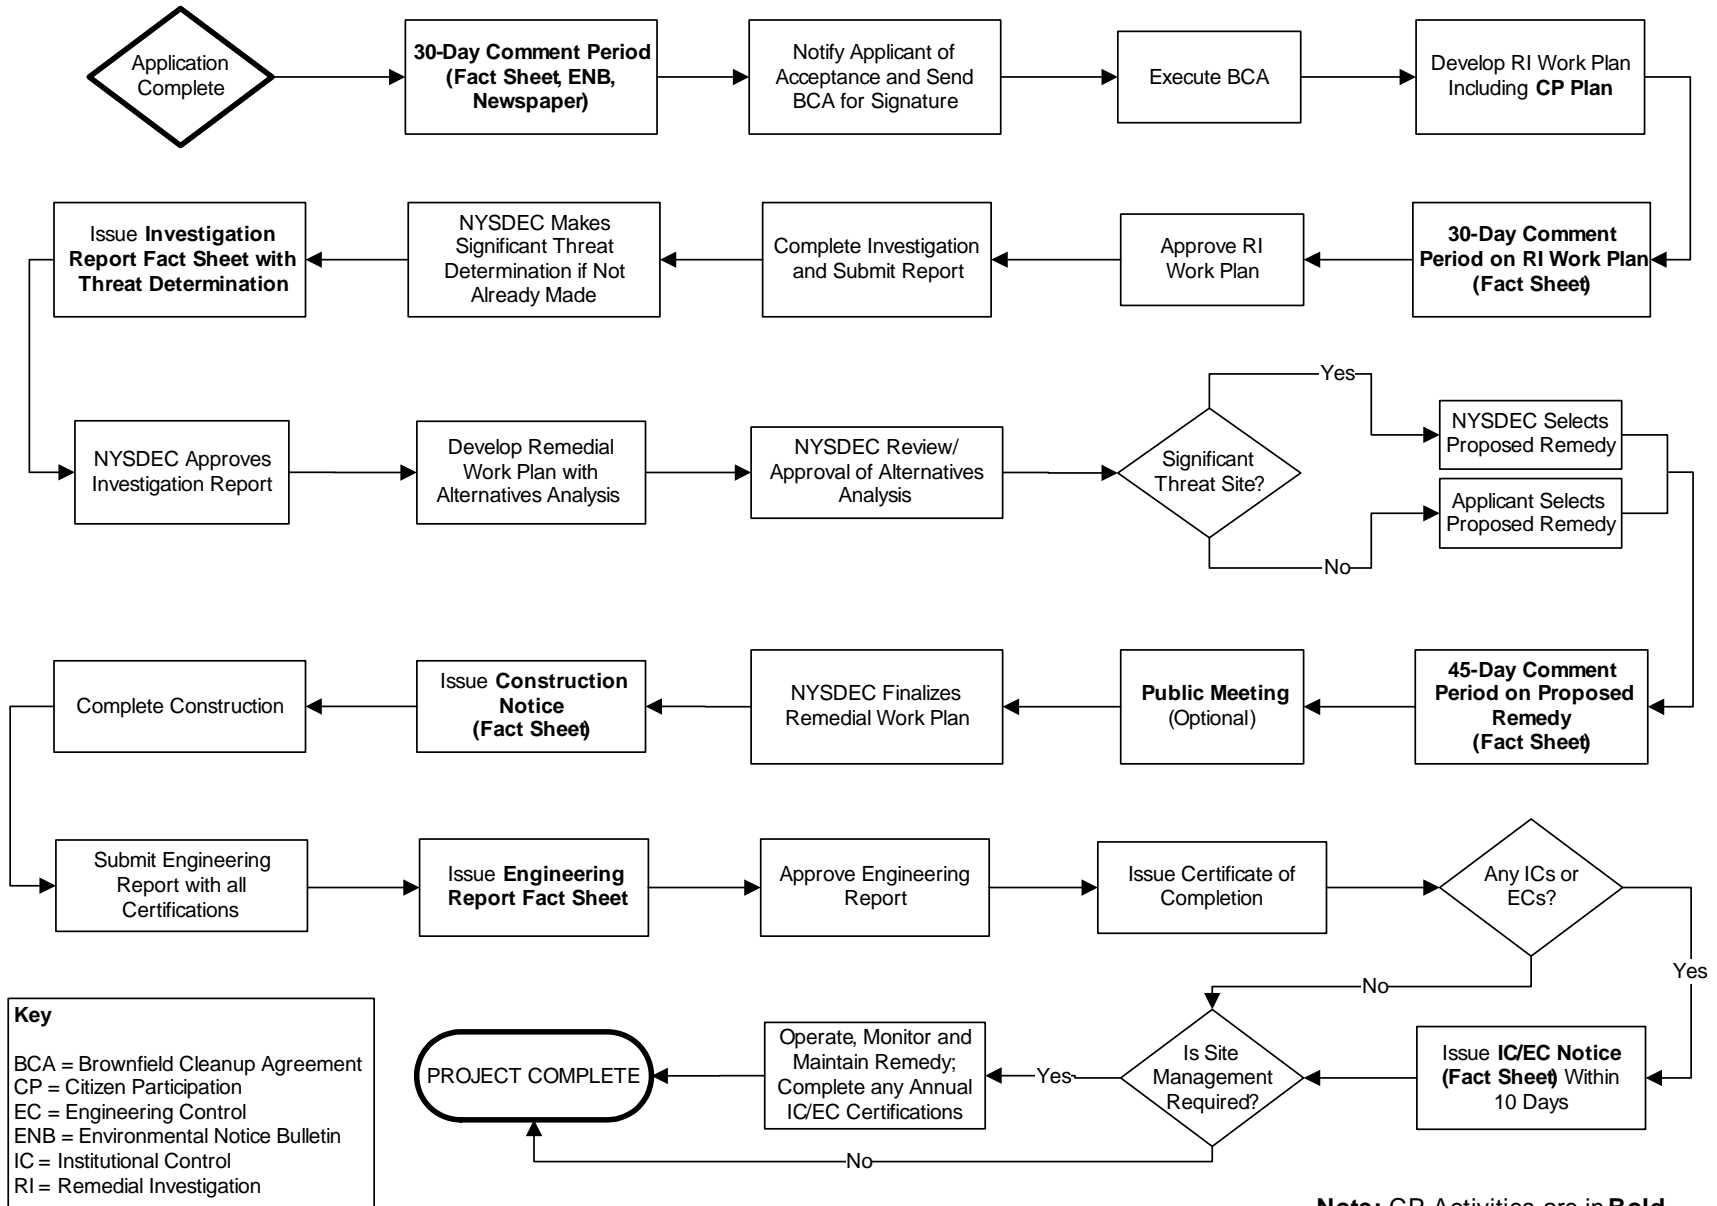 Application
Complete
30-Day Comment Period
(Fact Sheet, ENB,
Newspaper)
Notify Applicant of
Acceptance and Send
BCA for Signature
Execute BCA
Develop RI Work Plan
Including CP Plan
Issue Investigation
Report Fact Sheet with
Threat Determination
NYSDEC Makes
Significant Threat
Determination if Not
Already Made
Complete Investigation
and Submit Report
Approve RI
Work Plan
30-Day Comment
Period on RI Work Plan
(Fact Sheet)
Yes
NYSDEC Approves
Investigation Report
Develop Remedial
Work Plan with
Alternatives Analysis
NYSDEC Review/
Approval of Alternatives
Analysis
Significant
Threat Site?
NYSDEC Selects
Proposed Remedy
Applicant Selects
Proposed Remedy
No
Complete Construction
Issue Construction
Notice
(Fact Sheet)
NYSDEC Finalizes
Remedial Work Plan
Public Meeting
(Optional)
45-Day Comment
Period on Proposed
Remedy
(Fact Sheet)
Submit Engineering
Report with all
Certifications
Issue Engineering
Report Fact Sheet
Approve Engineering
Report
Issue Certificate of
Completion
Any ICs or
ECs?
Yes
No
Key
BCA = Brownfield Cleanup Agreement
CP = Citizen Participation
EC = Engineering Control
ENB = Environmental Notice Bulletin
IC = Institutional Control
RI = Remedial Investigation
PROJECT COMPLETE
Operate, Monitor and
Maintain Remedy;
Complete any Annual
IC/EC Certifications
Yes
Is Site
Management
Required?
Issue IC/EC Notice
(Fact Sheet) Within
10 Days
No
Note: CP Activities are in Bold